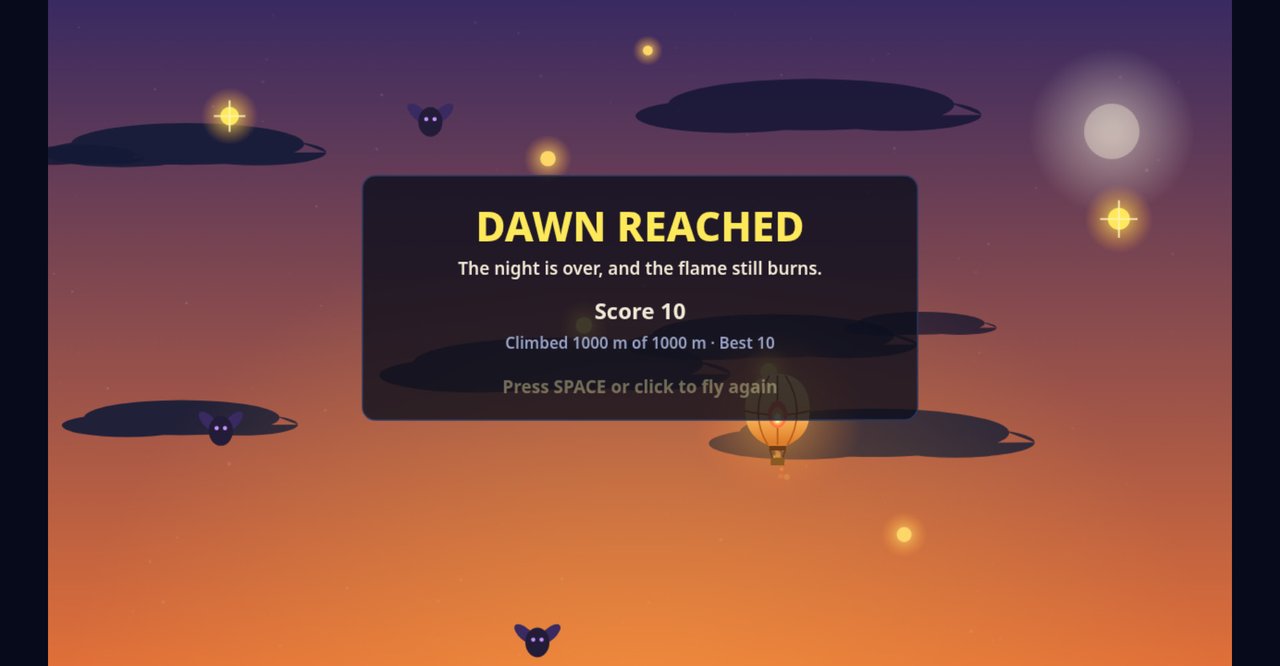 DAWN REACHED
The night is over, and the flame still burns.
Score 10
Climbed 1000 m of 1000 m · Best 10
Press SPACE or click to fly again